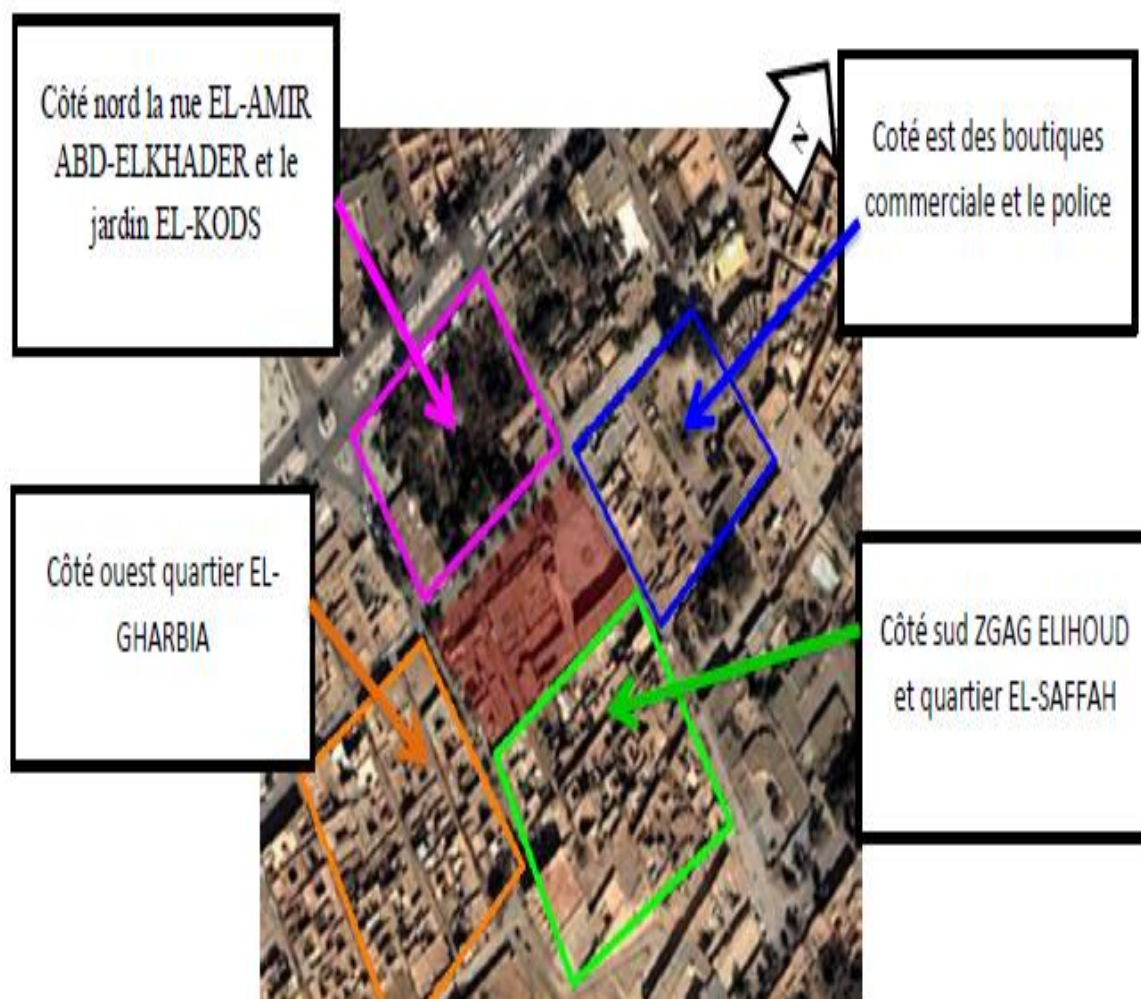 Côté nord la rue EL-AMIR
ABD-ELKHADER et le
jardin EL-KODS
N
Coté est des boutiques
commerciale et le police
Côté ouest quartier EL-
GHARBIA
Côté sud ZGAG ELIHOUD
et quartier EL-SAFFAH